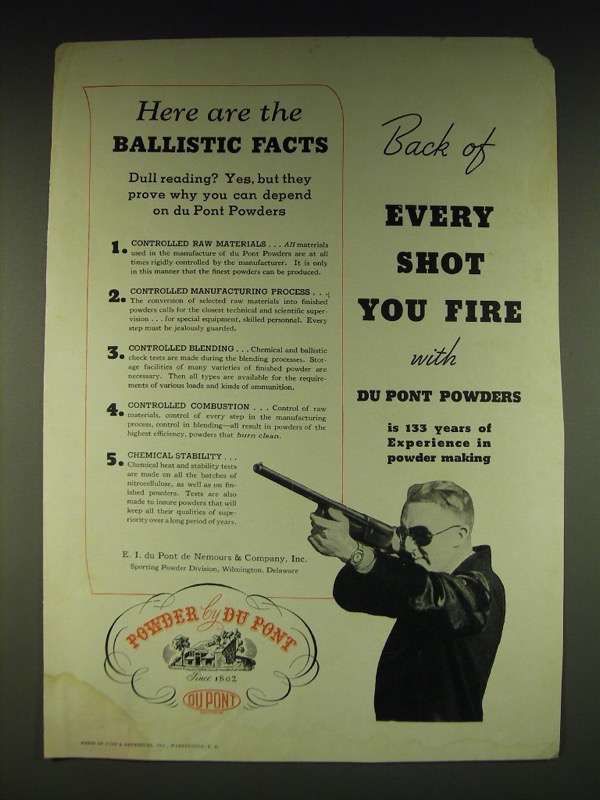 Here are the
BALLISTIC FACTS
Dull reading? Yes, but they
prove why you can depend
on du Pont Powders
1. CONTROLLED RAW MATERIALS . . . All materials
used in the manufacture of du Pont Powders are at all
times rigidly controlled by the manufacturer. It is only
in this manner that the finest powders can be produced.
2. CONTROLLED MANUFACTURING PROCESS . . .
The conversion of selected raw materials into finished
powders calls for the closest technical and scientific super-
vision . . . for special equipment, skilled personnel. Every
step must be jealously guarded.
3. CONTROLLED BLENDING . . . Chemical and ballistic
check tests are made during the blending processes. Stor-
age facilities of many varieties of finished powder are
necessary. Then all types are available for the require-
ments of various loads and kinds of ammunition.
4. CONTROLLED COMBUSTION . . . Control of raw
materials, control of every step in the manufacturing
process, control in blending—all result in powders of the
highest efficiency, powders that burn clean.
5. CHEMICAL STABILITY . . .
Chemical heat and stability tests
are made on all the batches of
nitrocellulose, as well as on fin-
ished powders. Tests are also
made to insure powders that will
keep all their qualities of supe-
riority over a long period of years.
E. I. du Pont de Nemours & Company, Inc.
Sporting Powder Division, Wilmington, Delaware
POWDER by DU PONT
Since 1802
DU PONT
Back of
EVERY
SHOT
YOU FIRE
with
DU PONT POWDERS
is 133 years of
Experience in
powder making
INC., WASHINGTON, D. C.